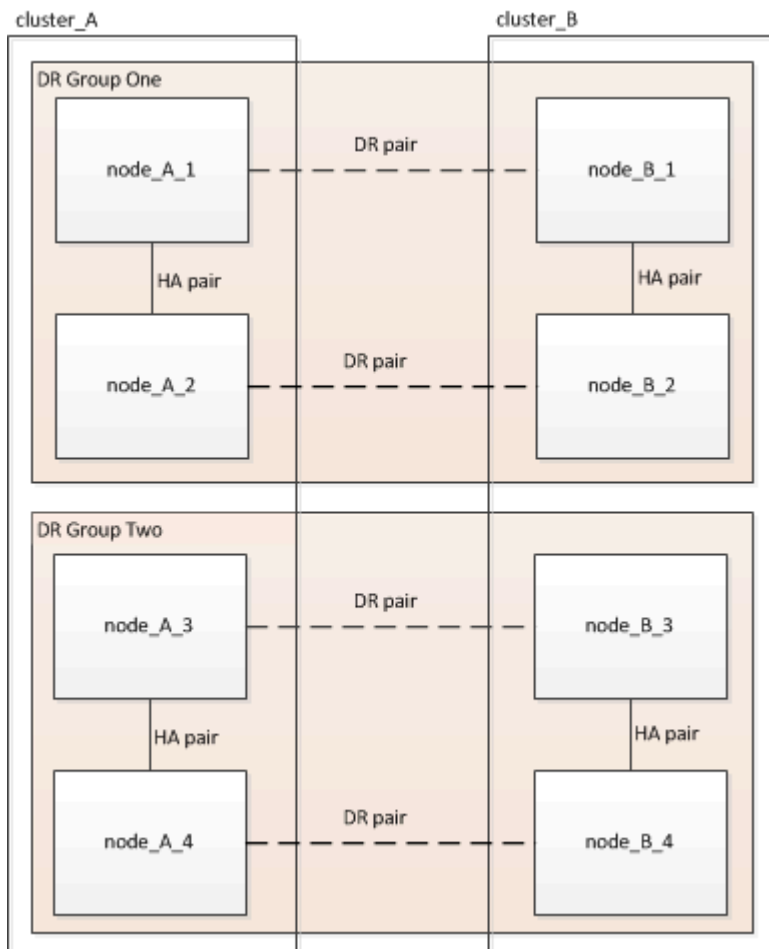 cluster_A
cluster_B
DR Group One
node_A_1
DR pair
node_B_1
HA pair
HA pair
node_A_2
DR pair
node_B_2
DR Group Two
node_A_3
DR pair
node_B_3
HA pair
HA pair
node_A_4
DR pair
node_B_4